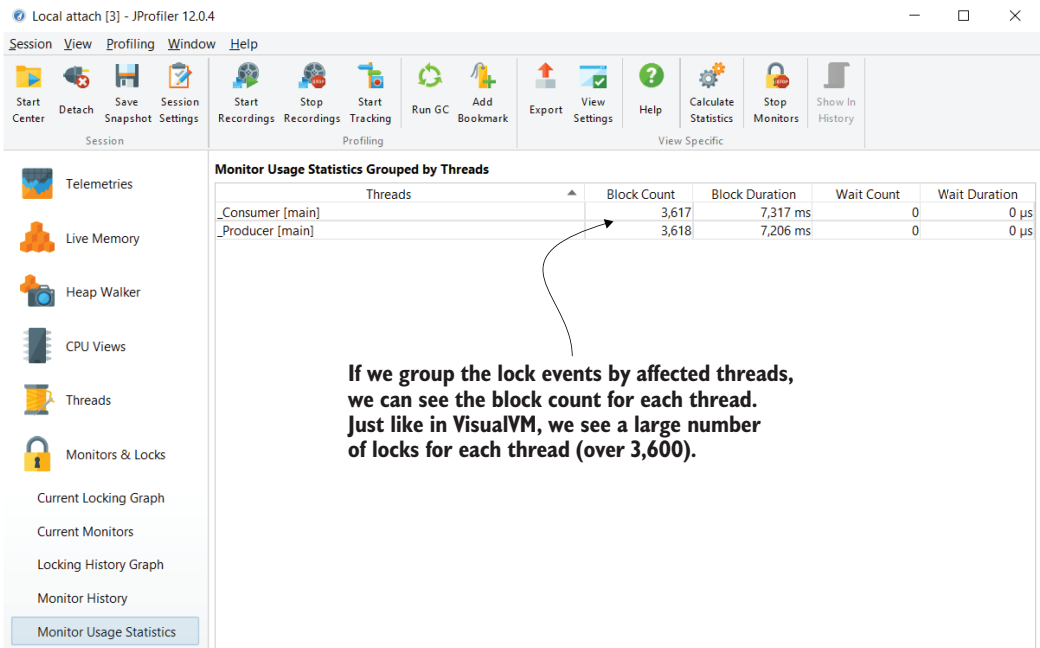 Local attach [3] - JProfiler 12.0.4
Session View Profiling Window Help
Start Center
Detach
Save Snapshot
Session Settings
Start Recordings
Stop Recordings
Start Tracking
Run GC
Add Bookmark
Export
View Settings
Help
Calculate Statistics
Stop Monitors
Show In History
Session
Profiling
View Specific
Telemetries
Live Memory
Heap Walker
CPU Views
Threads
Monitors & Locks
Current Locking Graph
Current Monitors
Locking History Graph
Monitor History
Monitor Usage Statistics
Monitor Usage Statistics Grouped by Threads
Threads Block Count Block Duration Wait Count Wait Duration
_Consumer [main] 3,617 7,317 ms 0 0 µs
_Producer [main] 3,618 7,206 ms 0 0 µs
If we group the lock events by affected threads,
we can see the block count for each thread.
Just like in VisualVM, we see a large number
of locks for each thread (over 3,600).